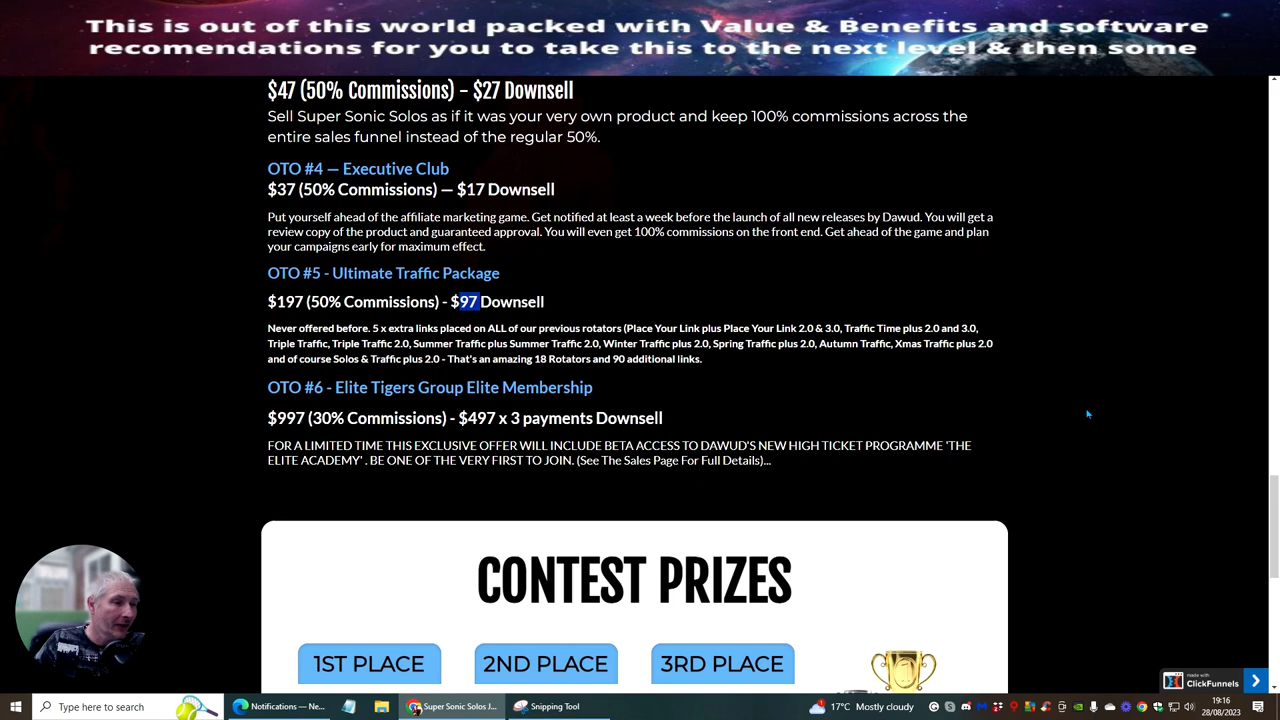 This is out of this world packed with Value & Benefits and software
recomendations for you to take this to the next level & then some
$47 (50% Commissions) – $27 Downsell
Sell Super Sonic Solos as if it was your very own product and keep 100% commissions across the
entire sales funnel instead of the regular 50%.
OTO #4 — Executive Club
$37 (50% Commissions) — $17 Downsell
Put yourself ahead of the affiliate marketing game. Get notified at least a week before the launch of all new releases by Dawud. You will get a
review copy of the product and guaranteed approval. You will even get 100% commissions on the front end. Get ahead of the game and plan
your campaigns early for maximum effect.
OTO #5 - Ultimate Traffic Package
$197 (50% Commissions) - $97 Downsell
Never offered before. 5 x extra links placed on ALL of our previous rotators (Place Your Link plus Place Your Link 2.0 & 3.0, Traffic Time plus 2.0 and 3.0,
Triple Traffic, Triple Traffic 2.0, Summer Traffic plus Summer Traffic 2.0, Winter Traffic plus 2.0, Spring Traffic plus 2.0, Autumn Traffic, Xmas Traffic plus 2.0
and of course Solos & Traffic plus 2.0 - That's an amazing 18 Rotators and 90 additional links.
OTO #6 - Elite Tigers Group Elite Membership
$997 (30% Commissions) - $497 x 3 payments Downsell
FOR A LIMITED TIME THIS EXCLUSIVE OFFER WILL INCLUDE BETA ACCESS TO DAWUD'S NEW HIGH TICKET PROGRAMME 'THE
ELITE ACADEMY' . BE ONE OF THE VERY FIRST TO JOIN. (See The Sales Page For Full Details)...
CONTEST PRIZES
1ST PLACE
2ND PLACE
3RD PLACE
made with
ClickFunnels
Type here to search
Notifications — Ne...
Super Sonic Solos J...
Snipping Tool
17°C Mostly cloudy
19:16
28/08/2023